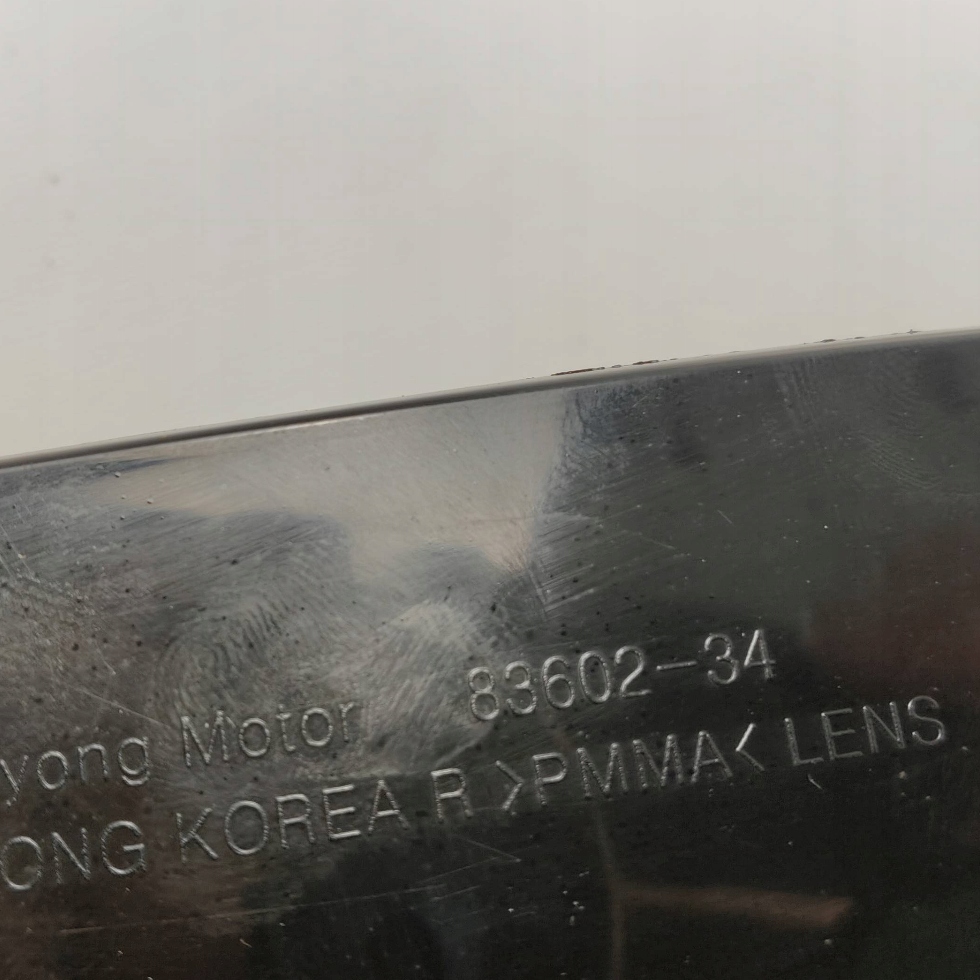 yong Motor 83602-34
ONG KOREA R >PMMA< LENS